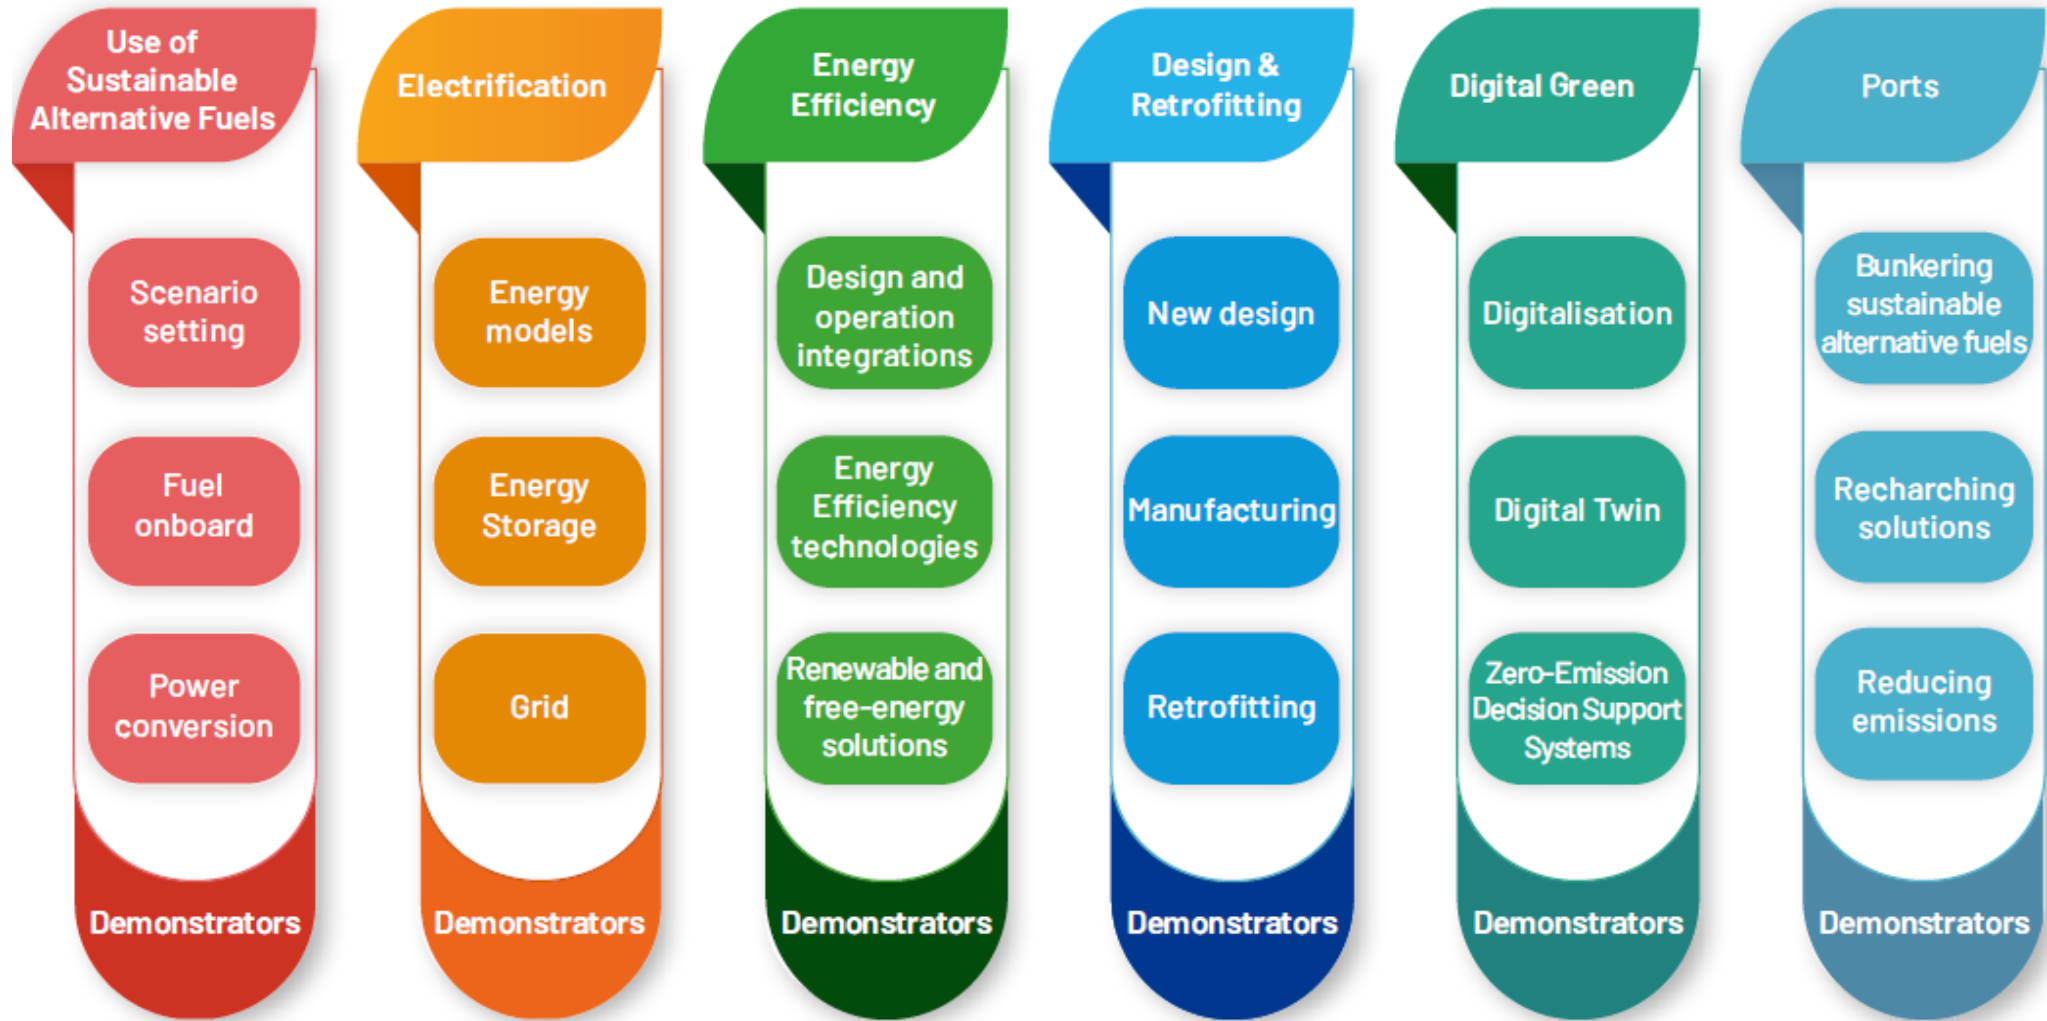 Use of
Sustainable
Alternative Fuels
Scenario
setting
Fuel
onboard
Power
conversion
Demonstrators
Electrification
Energy
models
Energy
Storage
Grid
Demonstrators
Energy
Efficiency
Design and
operation
integrations
Energy
Efficiency
technologies
Renewable and
free-energy
solutions
Demonstrators
Design &
Retrofitting
New design
Manufacturing
Retrofitting
Demonstrators
Digital Green
Digitalisation
Digital Twin
Zero-Emission
Decision Support
Systems
Demonstrators
Ports
Bunkering
sustainable
alternative fuels
Recharching
solutions
Reducing
emissions
Demonstrators